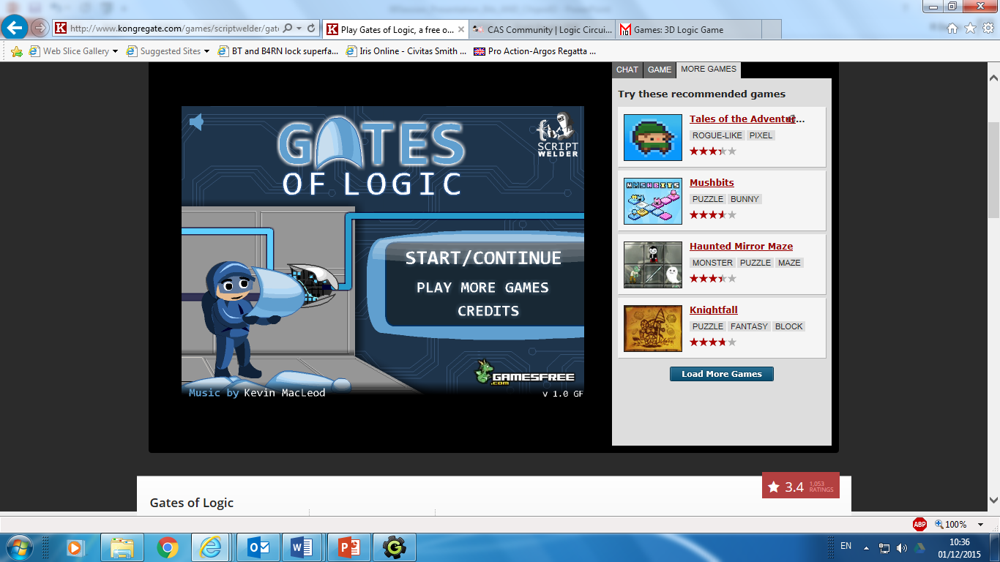 http://www.kongregate.com/games/scriptwelder/gate
Play Gates of Logic, a free o...
CAS Community | Logic Circui...
Games: 3D Logic Game
Web Slice Gallery
Suggested Sites
BT and B4RN lock superfa...
Iris Online - Civitas Smith ...
Pro Action-Argos Regatta ...
CHAT
GAME
MORE GAMES
Try these recommended games
Tales of the Adventur...
ROGUE-LIKE PIXEL
Mushbits
PUZZLE BUNNY
MUSHBITS
Haunted Mirror Maze
MONSTER PUZZLE MAZE
Knightfall
PUZZLE FANTASY BLOCK
Load More Games
GATES
OF LOGIC
SCRIPT
WELDER
START/CONTINUE
PLAY MORE GAMES
CREDITS
GAMESFREE
.COM
Music by Kevin MacLeod
v 1.0 GF
3.4
1,053
RATINGS
Gates of Logic
ABP
100%
EN
10:36
01/12/2015